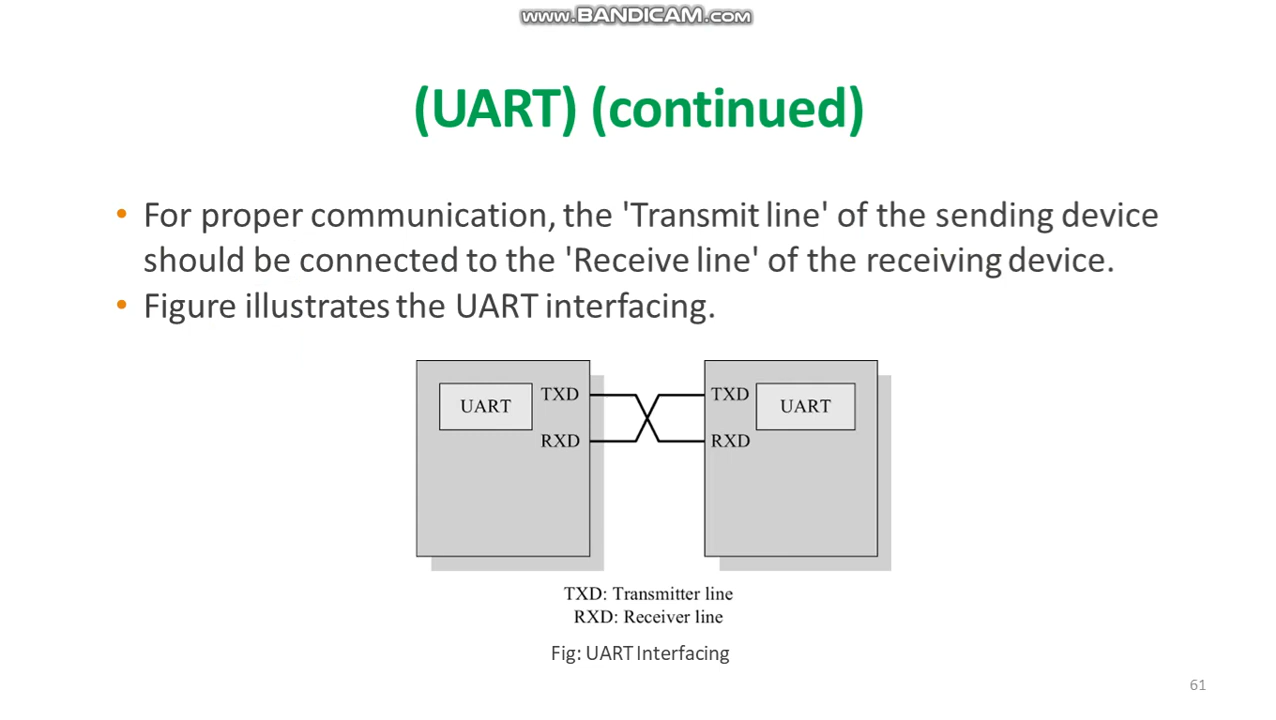 www.BANDICAM.com
(UART) (continued)
• For proper communication, the 'Transmit line' of the sending device
should be connected to the 'Receive line' of the receiving device.
• Figure illustrates the UART interfacing.
UART TXD TXD UART
RXD RXD
TXD: Transmitter line
RXD: Receiver line
Fig: UART Interfacing
61